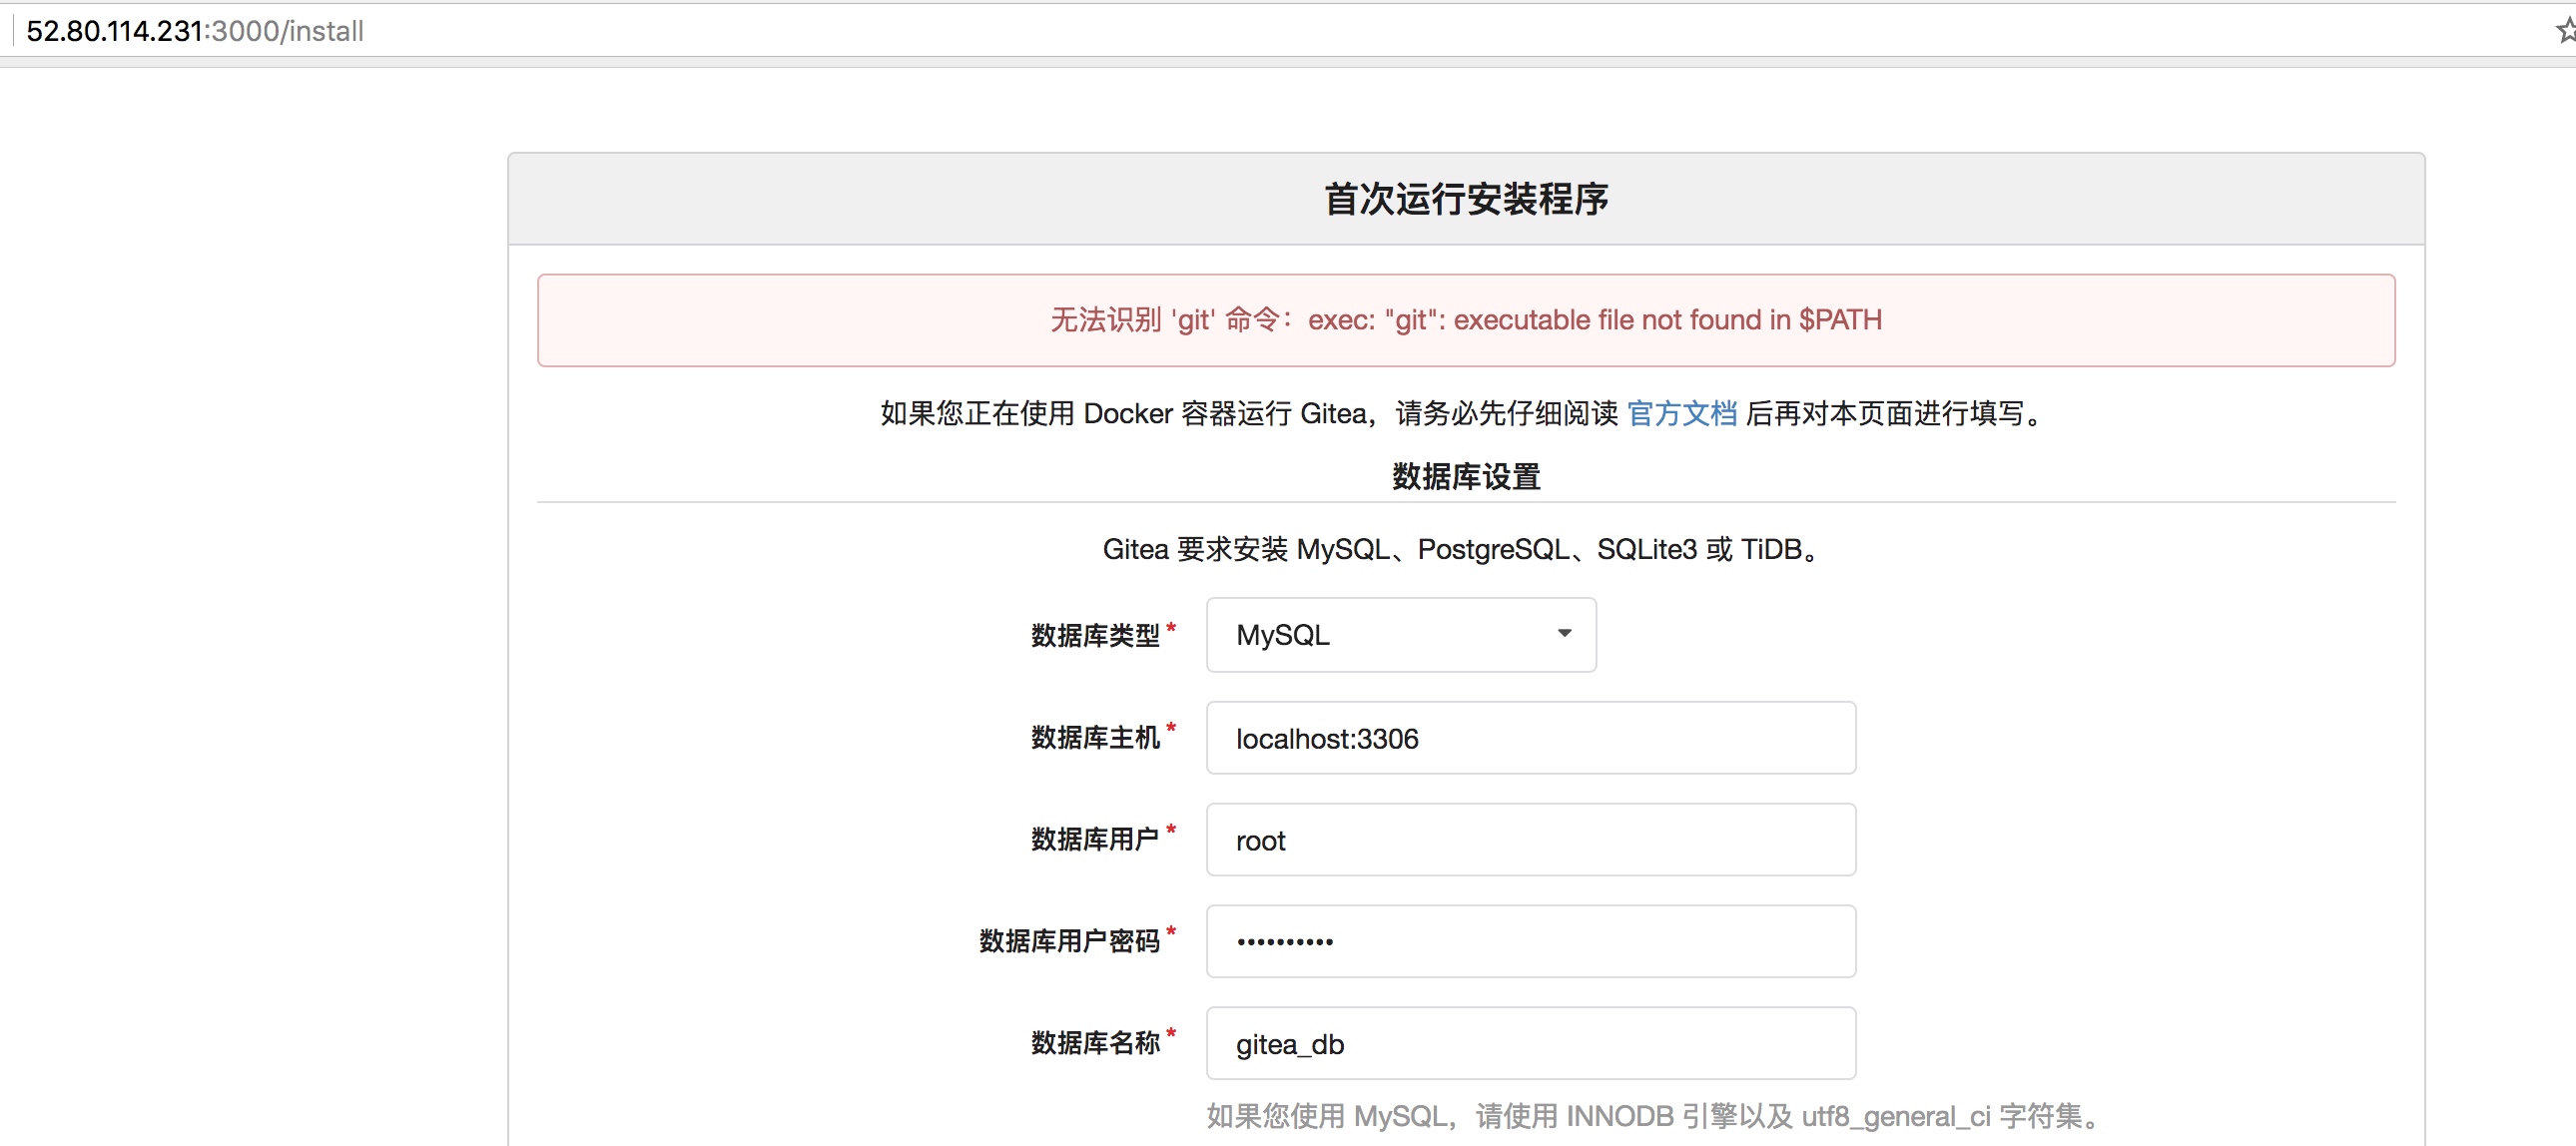 52.80.114.231:3000/install
首次运行安装程序
无法识别 'git' 命令：exec: "git": executable file not found in $PATH
如果您正在使用 Docker 容器运行 Gitea，请务必先仔细阅读 官方文档 后再对本页面进行填写。
数据库设置
Gitea 要求安装 MySQL、PostgreSQL、SQLite3 或 TiDB。
数据库类型* MySQL
数据库主机* localhost:3306
数据库用户* root
数据库用户密码* ••••••••••
数据库名称* gitea_db
如果您使用 MySQL，请使用 INNODB 引擎以及 utf8_general_ci 字符集。